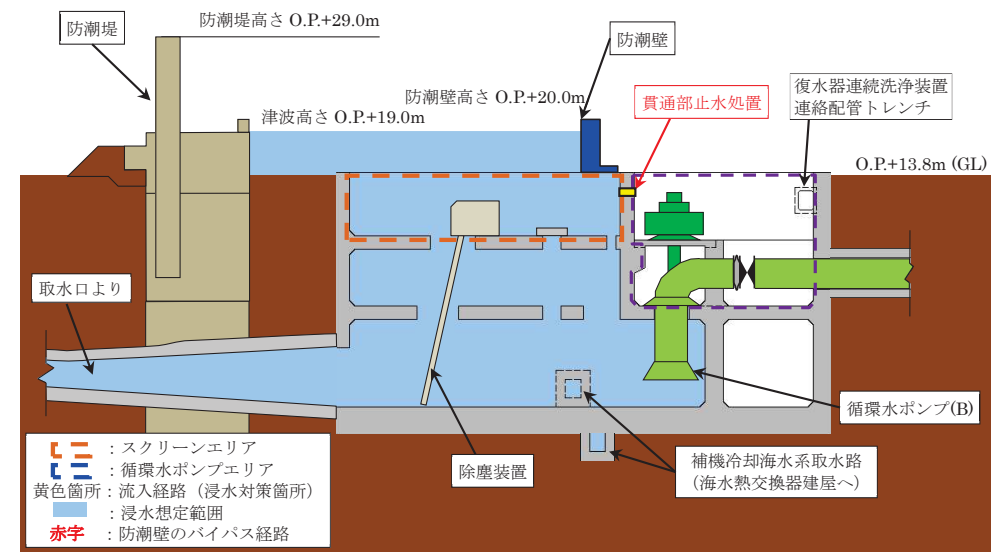 防潮堤高さ O.P.+29.0m
防潮堤
防潮壁
防潮壁高さ O.P.+20.0m
津波高さ O.P.+19.0m
貫通部止水処置
復水器連続洗浄装置
連絡配管トレンチ
O.P.+13.8m (GL)
取水口より
循環水ポンプ(B)
除塵装置
補機冷却海水系取水路
(海水熱交換器建屋へ)
：スクリーンエリア
：循環水ポンプエリア
黄色箇所：流入経路（浸水対策箇所）
：浸水想定範囲
赤字：防潮壁のバイパス経路